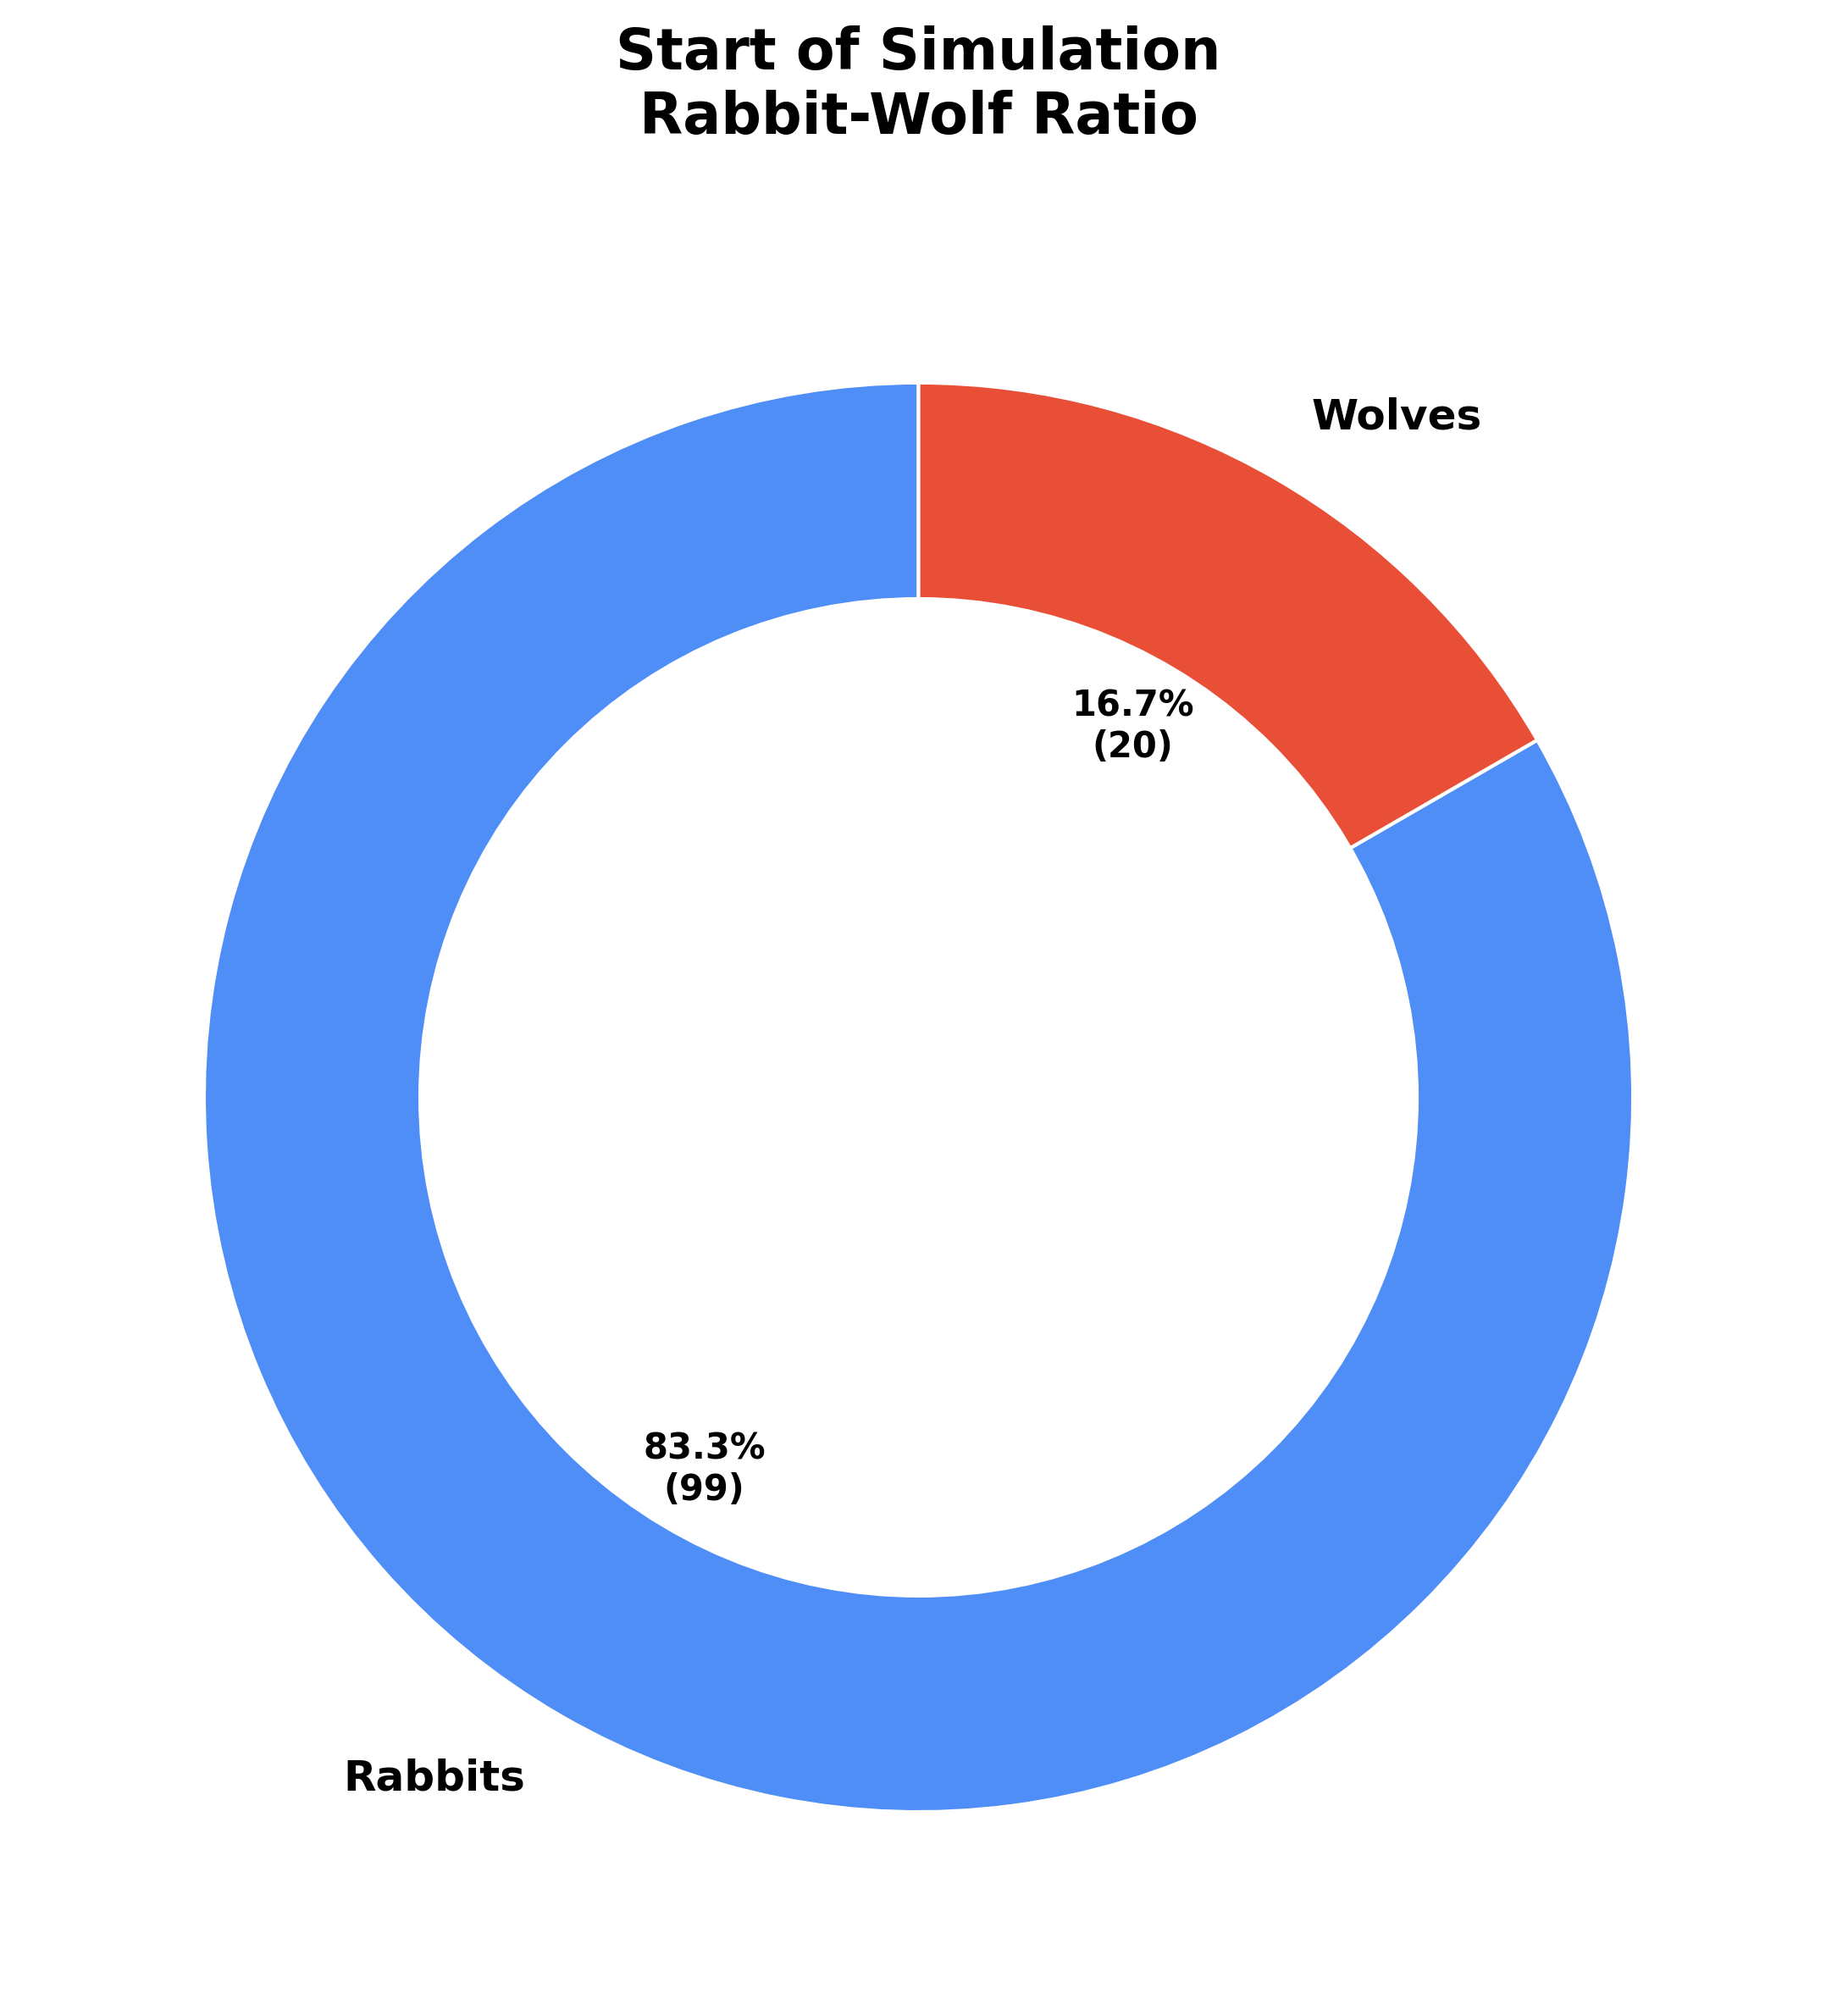 Start of Simulation
Rabbit-Wolf Ratio
Wolves
16.7%
(20)
83.3%
(99)
Rabbits